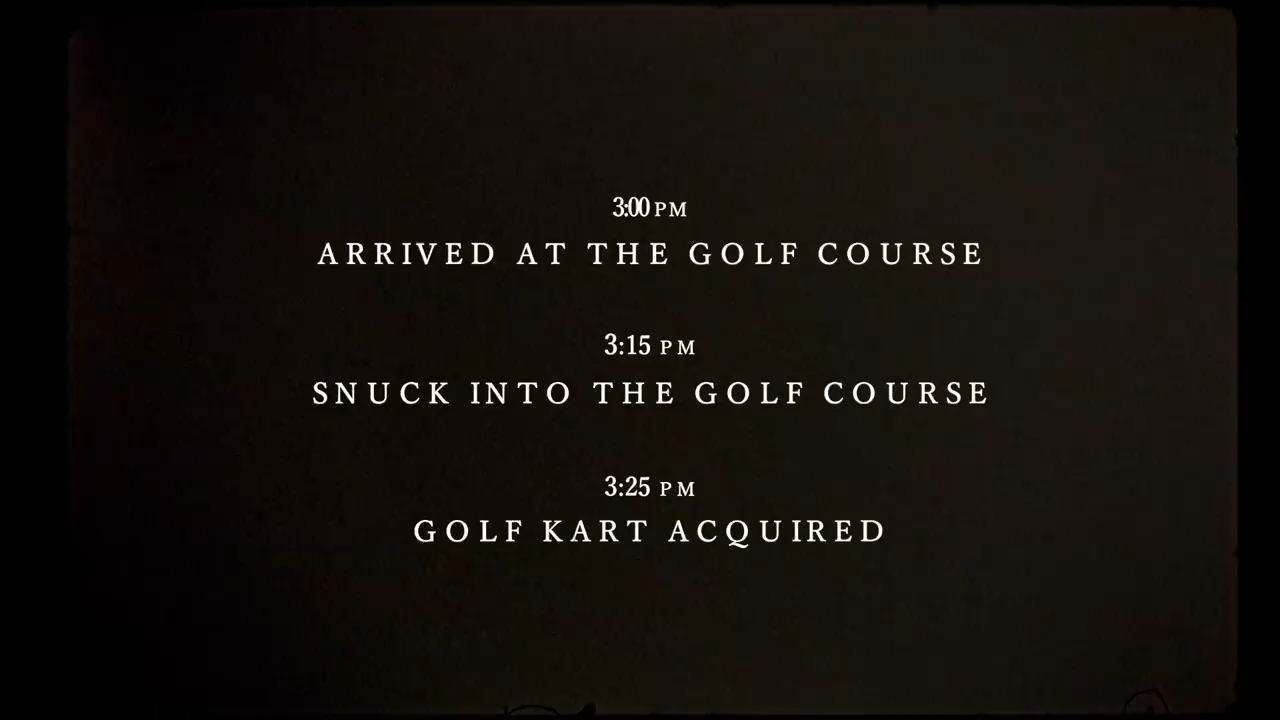 3:00 PM
ARRIVED AT THE GOLF COURSE
3:15 PM
SNUCK INTO THE GOLF COURSE
3:25 PM
GOLF KART ACQUIRED